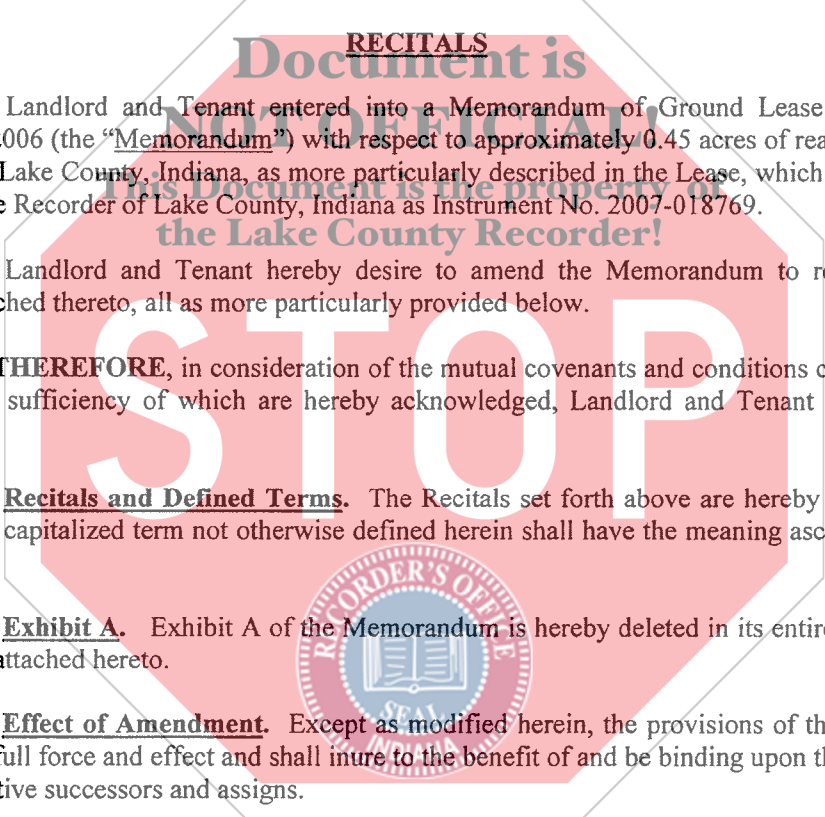 RECITALS
Document is
Landlord and Tenant entered into a Memorandum of Ground Lease
NOT OFFICIAL!
006 (the “Memorandum”) with respect to approximately 0.45 acres of rea
Lake County, Indiana, as more particularly described in the Lease, which
This Document is the property of
e Recorder of Lake County, Indiana as Instrument No. 2007-018769.
the Lake County Recorder!
Landlord and Tenant hereby desire to amend the Memorandum to re
ched thereto, all as more particularly provided below.
STOP
THEREFORE, in consideration of the mutual covenants and conditions c
sufficiency of which are hereby acknowledged, Landlord and Tenant
Recitals and Defined Terms. The Recitals set forth above are hereby
capitalized term not otherwise defined herein shall have the meaning asc
RECORDER'S OFFICE
Exhibit A. Exhibit A of the Memorandum is hereby deleted in its entire
attached hereto.
SEAL
Effect of Amendment. Except as modified herein, the provisions of th
INDIANA
full force and effect and shall inure to the benefit of and be binding upon th
tive successors and assigns.